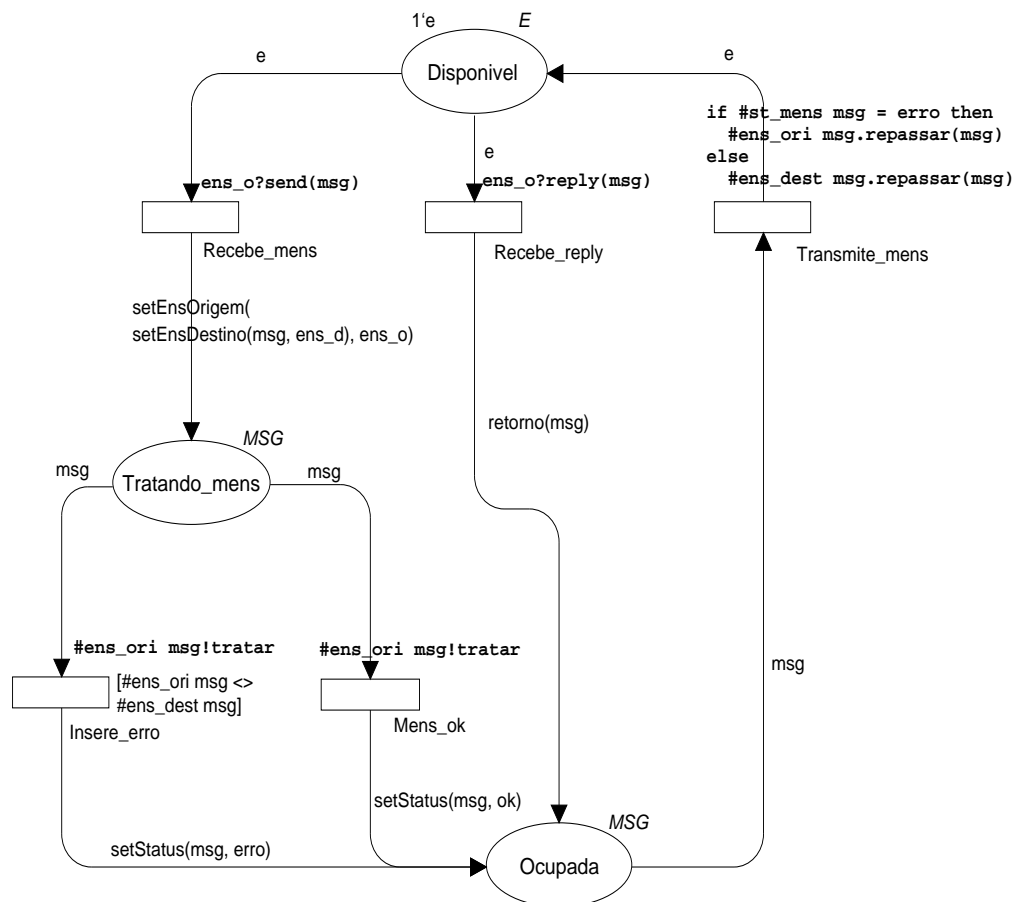 1‘e
E
e
Disponivel
e
if #st_mens msg = erro then
#ens_ori msg.repassar(msg)
else
#ens_dest msg.repassar(msg)
e
ens_o?send(msg)
ens_o?reply(msg)
Recebe_mens
Recebe_reply
Transmite_mens
setEnsOrigem(
setEnsDestino(msg, ens_d), ens_o)
retorno(msg)
MSG
msg
Tratando_mens
msg
#ens_ori msg!tratar
#ens_ori msg!tratar
msg
[#ens_ori msg <>
#ens_dest msg]
Insere_erro
Mens_ok
setStatus(msg, ok)
MSG
setStatus(msg, erro)
Ocupada